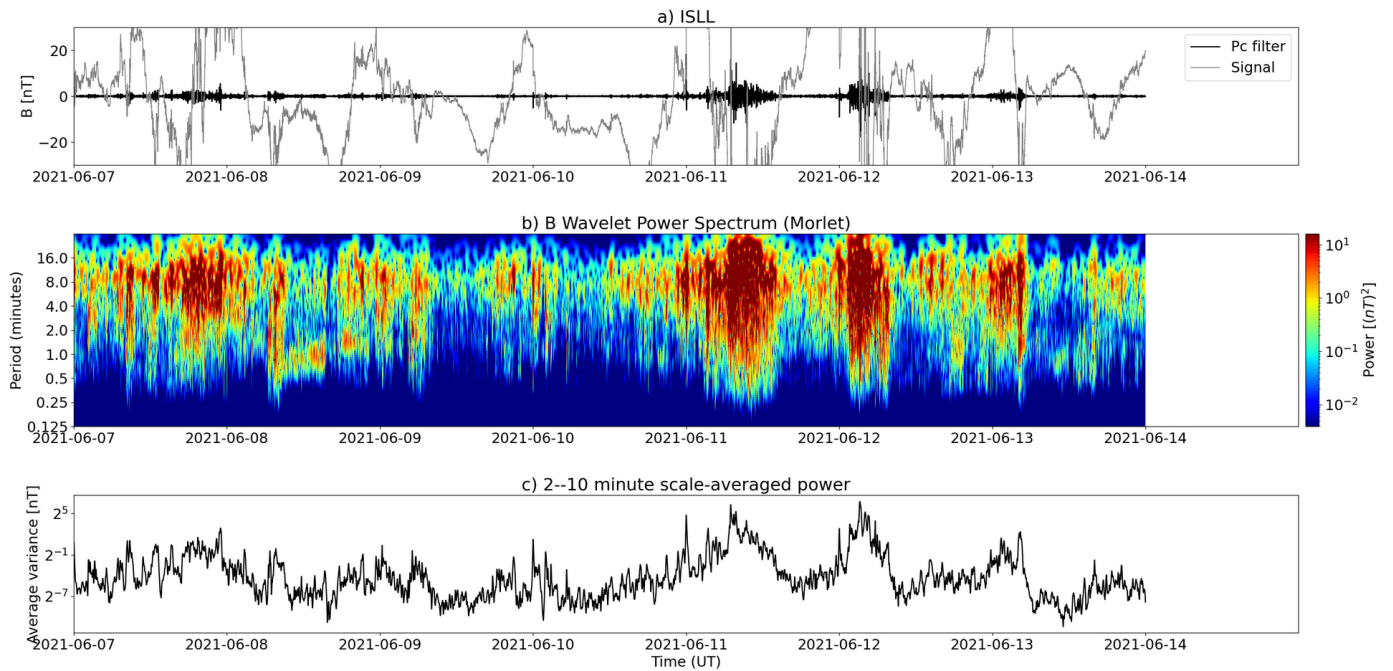 a) ISLL
B [nT]
20
0
−20
Pc filter
Signal
2021-06-07 2021-06-08 2021-06-09 2021-06-10 2021-06-11 2021-06-12 2021-06-13 2021-06-14
b) B Wavelet Power Spectrum (Morlet)
Period (minutes)
16.0
8.0
4.0
2.0
1.0
0.5
0.25
0.125
2021-06-07 2021-06-08 2021-06-09 2021-06-10 2021-06-11 2021-06-12 2021-06-13 2021-06-14
10¹
10⁰
10⁻¹
10⁻²
Power [(nT)²]
c) 2--10 minute scale-averaged power
Average variance [nT]
2⁵
2⁻¹
2⁻⁷
2021-06-07 2021-06-08 2021-06-09 2021-06-10 2021-06-11 2021-06-12 2021-06-13 2021-06-14
Time (UT)